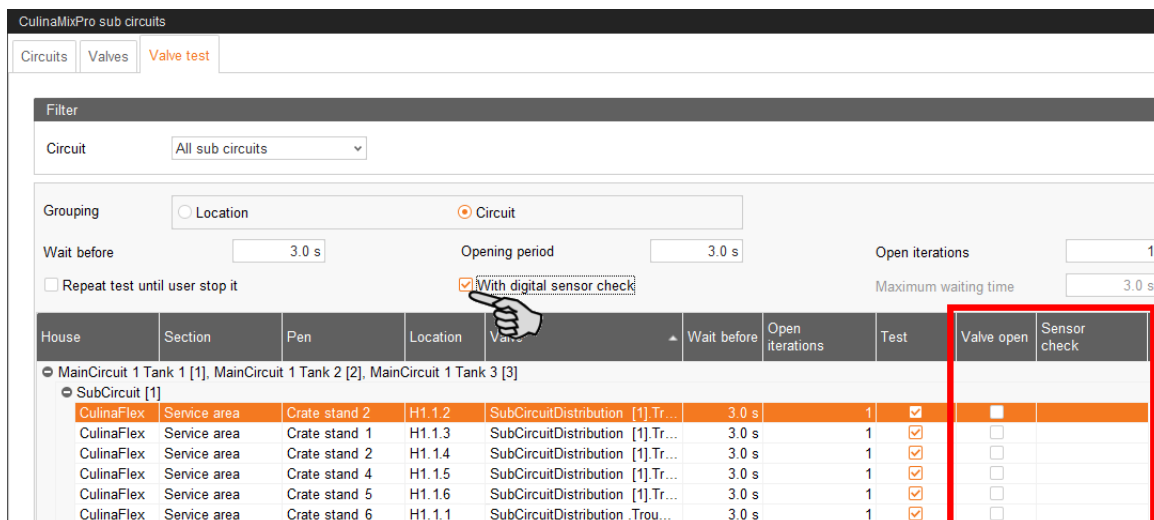 CulinaMixPro sub circuits
Circuits Valves Valve test
Filter
Circuit All sub circuits
Grouping Location Circuit
Wait before 3.0 s Opening period 3.0 s Open iterations 1
Repeat test until user stop it With digital sensor check Maximum waiting time 3.0 s
House Section Pen Location Wait before Open iterations Test Valve open Sensor check
MainCircuit 1 Tank 1 [1], MainCircuit 1 Tank 2 [2], MainCircuit 1 Tank 3 [3]
SubCircuit [1]
CulinaFlex Service area Crate stand 2 H1.1.2 SubCircuitDistribution [1].Tr... 3.0 s 1
CulinaFlex Service area Crate stand 1 H1.1.3 SubCircuitDistribution [1].Tr... 3.0 s 1
CulinaFlex Service area Crate stand 2 H1.1.4 SubCircuitDistribution [1].Tr... 3.0 s 1
CulinaFlex Service area Crate stand 4 H1.1.5 SubCircuitDistribution [1].Tr... 3.0 s 1
CulinaFlex Service area Crate stand 5 H1.1.6 SubCircuitDistribution [1].Tr... 3.0 s 1
CulinaFlex Service area Crate stand 6 H1.1.1 SubCircuitDistribution .Trou... 3.0 s 1